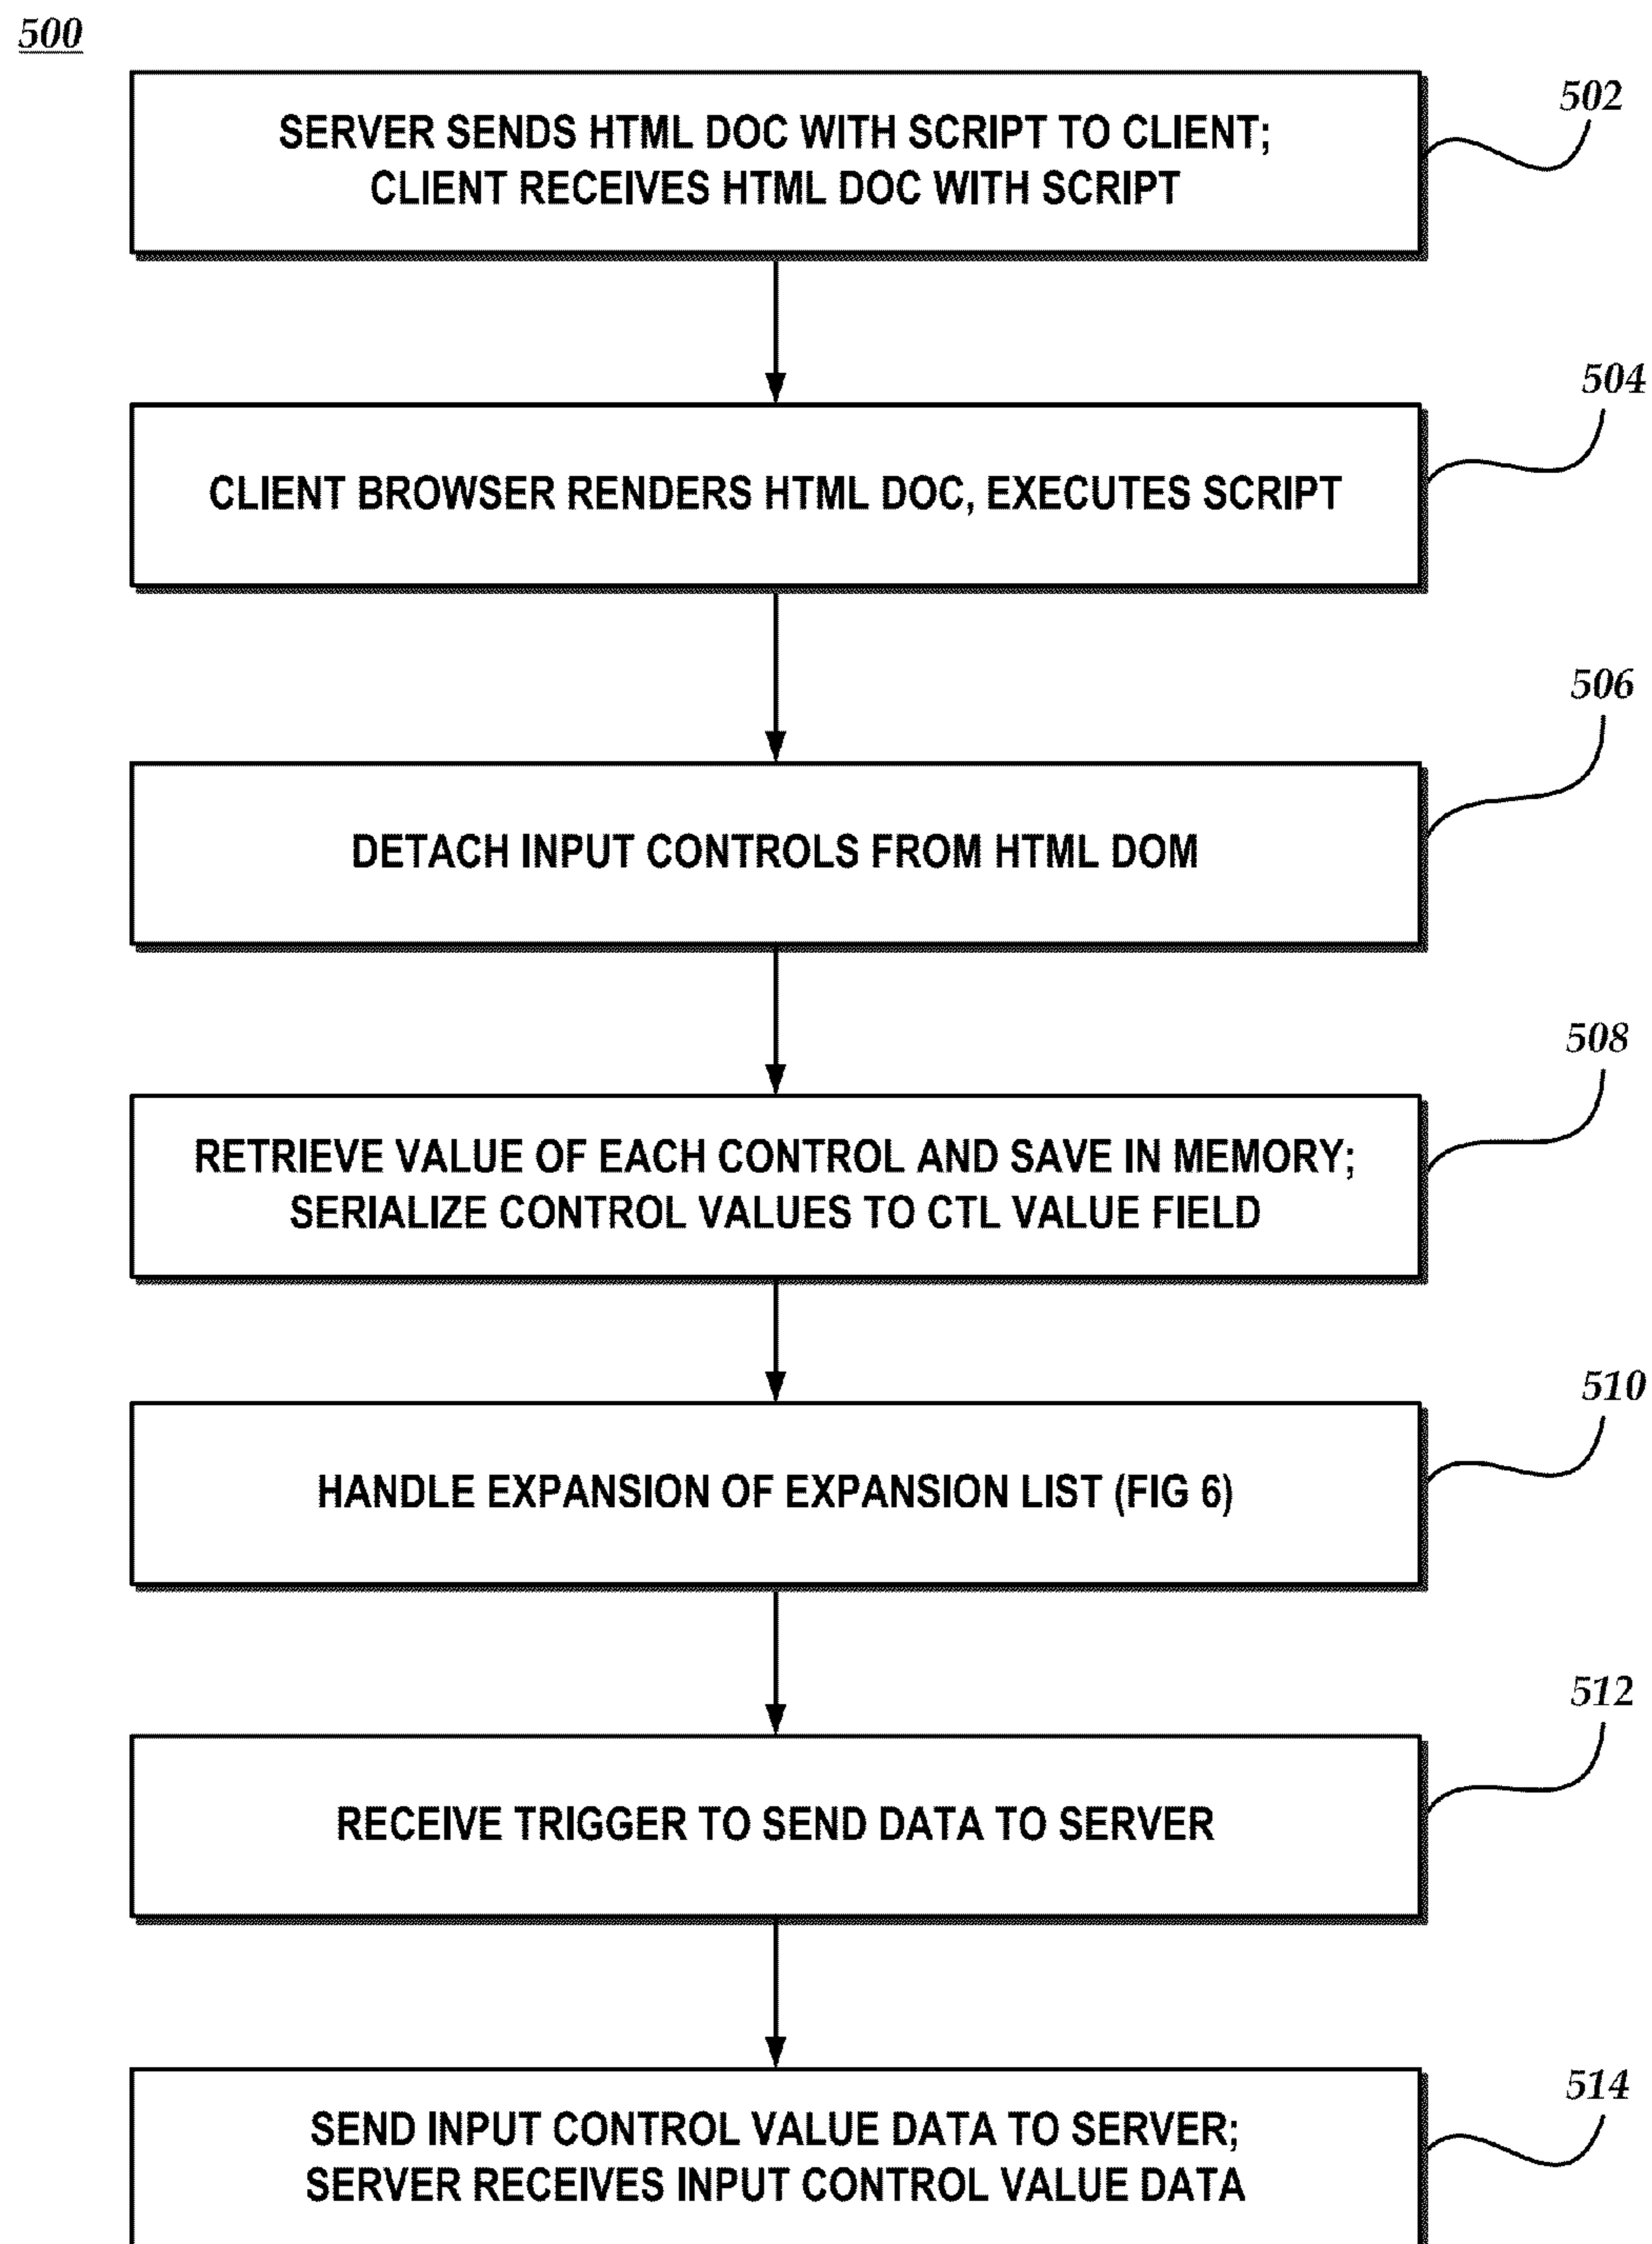 500
502
SERVER SENDS HTML DOC WITH SCRIPT TO CLIENT;
CLIENT RECEIVES HTML DOC WITH SCRIPT
504
CLIENT BROWSER RENDERS HTML DOC, EXECUTES SCRIPT
506
DETACH INPUT CONTROLS FROM HTML DOM
508
RETRIEVE VALUE OF EACH CONTROL AND SAVE IN MEMORY;
SERIALIZE CONTROL VALUES TO CTL VALUE FIELD
510
HANDLE EXPANSION OF EXPANSION LIST (FIG 6)
512
RECEIVE TRIGGER TO SEND DATA TO SERVER
514
SEND INPUT CONTROL VALUE DATA TO SERVER;
SERVER RECEIVES INPUT CONTROL VALUE DATA